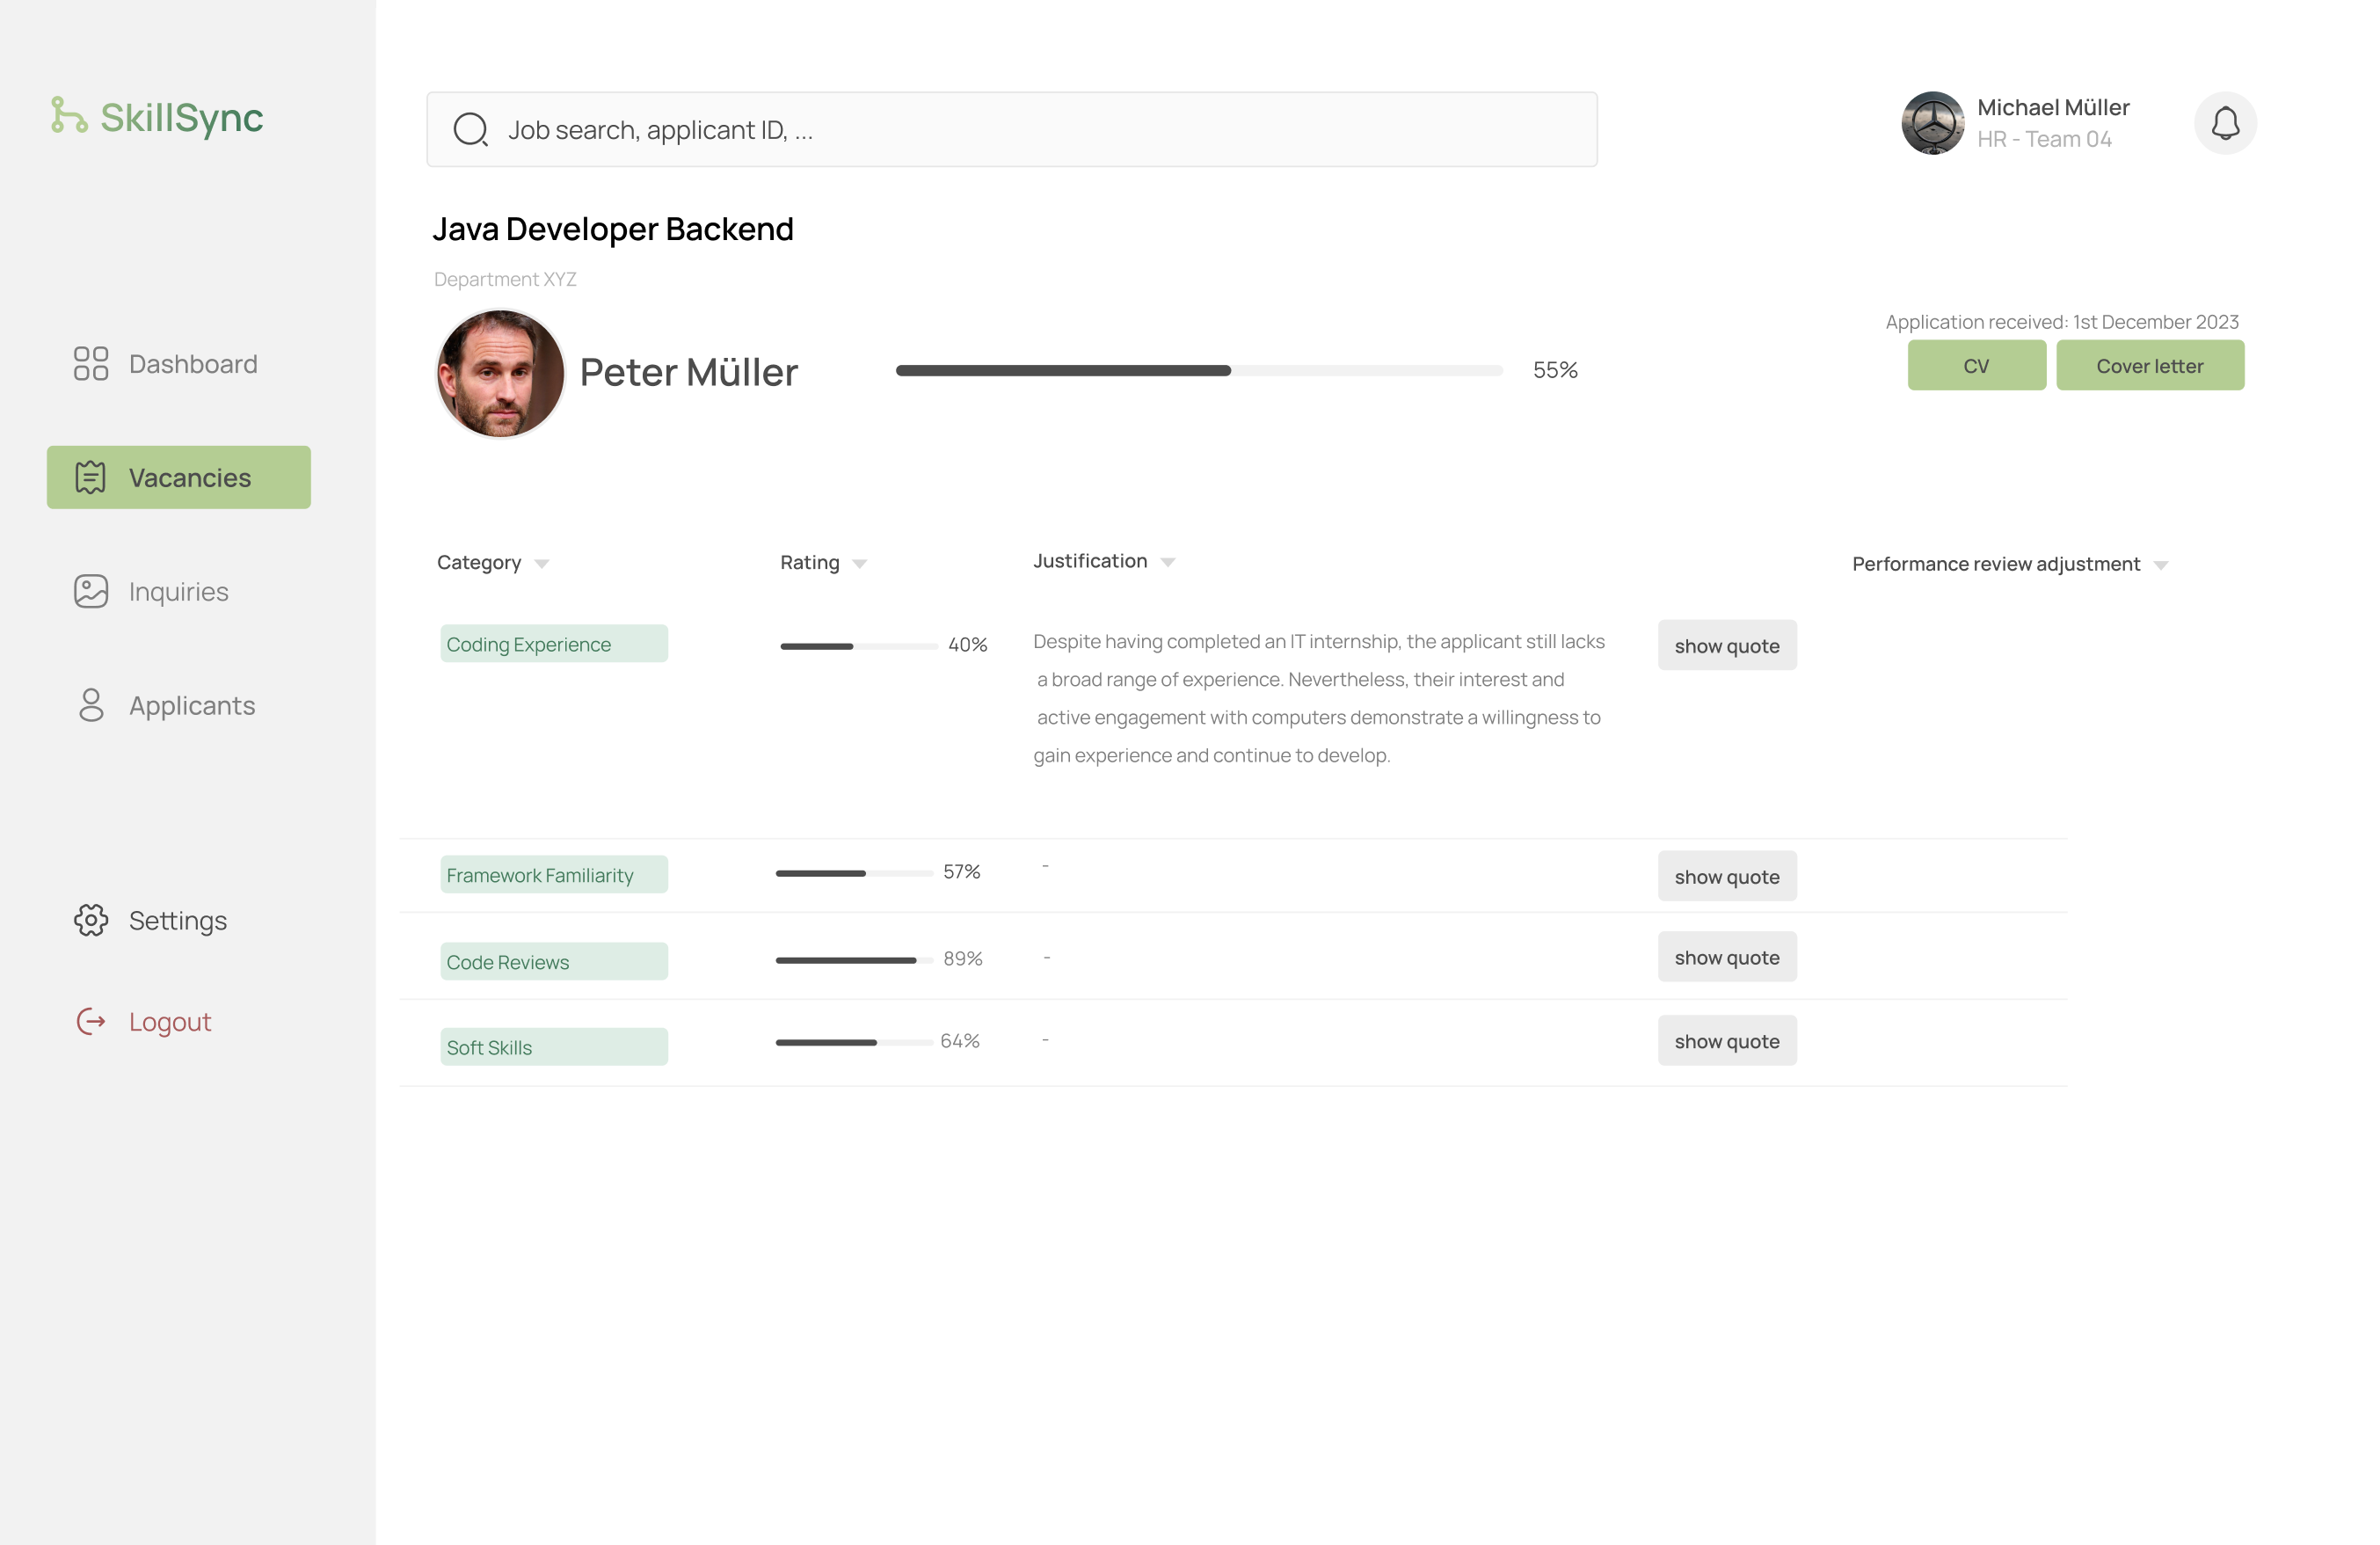 SkillSync
Job search, applicant ID, ...
Michael Müller
HR - Team 04
Java Developer Backend
Department XYZ
Application received: 1st December 2023
Peter Müller
55%
CV
Cover letter
Dashboard
Vacancies
Inquiries
Applicants
Settings
Logout
Category
Rating
Justification
Performance review adjustment
Coding Experience
40%
Despite having completed an IT internship, the applicant still lacks
a broad range of experience. Nevertheless, their interest and
active engagement with computers demonstrate a willingness to
gain experience and continue to develop.
show quote
Framework Familiarity
57%
-
show quote
Code Reviews
89%
-
show quote
Soft Skills
64%
-
show quote